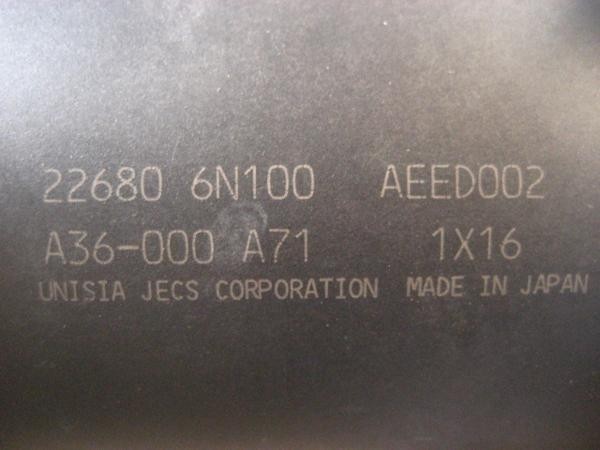 22680 6N100 AEED002
A36-000 A71 1X16
UNISIA JECS CORPORATION MADE IN JAPAN